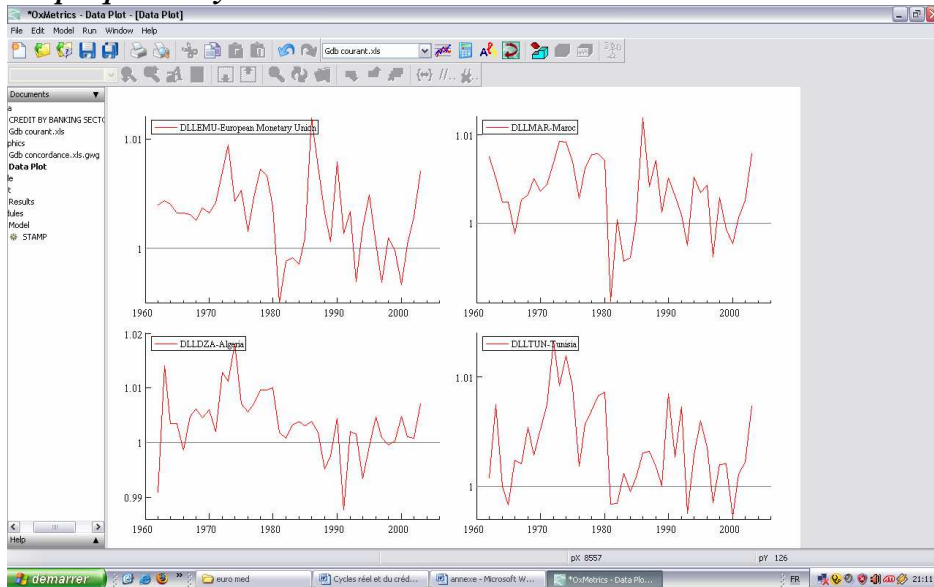 *OxMetrics - Data Plot - [Data Plot]
File Edit Model Run Window Help
Gdb courant.xls
Documents
a
CREDIT BY BANKING SECTO
Gdb courant.xls
phics
Gdb concordance.xls.gwg
Data Plot
le
t
Results
lules
Model
STAMP
Help
DLLEMU-European Monetary Union
1.01
1
1960 1970 1980 1990 2000
DLLMAR-Maroc
1.01
1
1960 1970 1980 1990 2000
DLLDZA-Algeria
1.02
1.01
1
0.99
1960 1970 1980 1990 2000
DLLTUN-Tunisia
1.01
1
1960 1970 1980 1990 2000
pX 8557 pY 126
démarrer
euro med
Cycles réel et du créd...
annexe - Microsoft W...
*OxMetrics - Data Plo...
FR
21:11